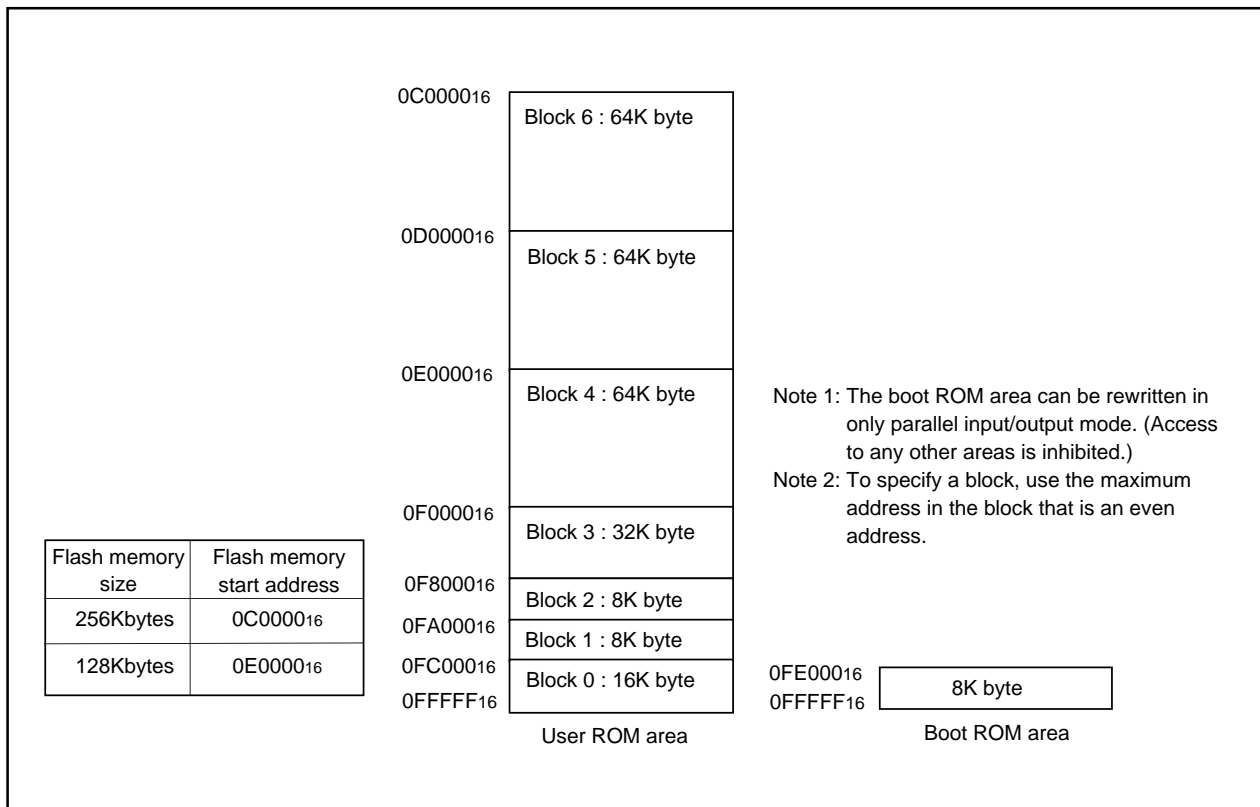 0C000016
Block 6 : 64K byte
0D000016
Block 5 : 64K byte
0E000016
Block 4 : 64K byte
0F000016
Block 3 : 32K byte
0F800016
Block 2 : 8K byte
0FA00016
Block 1 : 8K byte
0FC00016
Block 0 : 16K byte
0FFFFF16
User ROM area
Note 1: The boot ROM area can be rewritten in
only parallel input/output mode. (Access
to any other areas is inhibited.)
Note 2: To specify a block, use the maximum
address in the block that is an even
address.
Flash memory size
Flash memory start address
256Kbytes
0C000016
128Kbytes
0E000016
0FE00016
8K byte
0FFFFF16
Boot ROM area